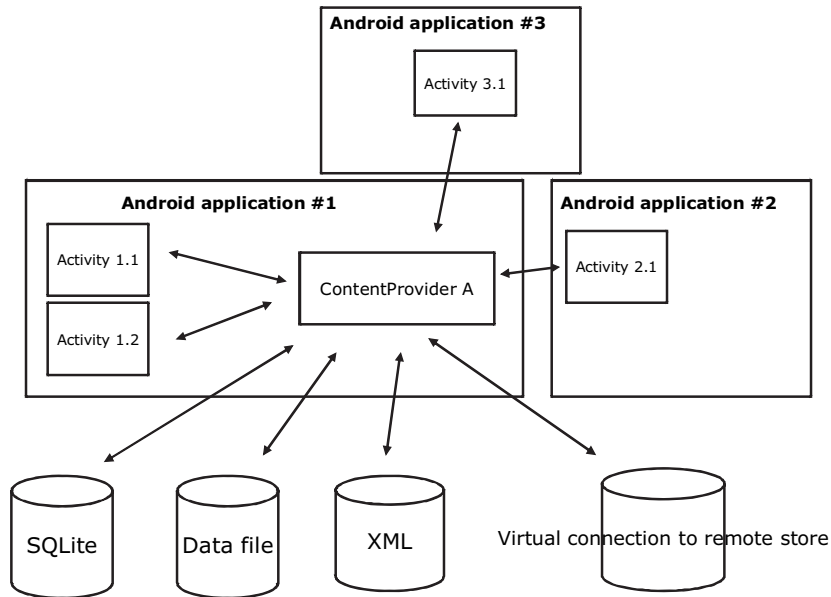 Android application #3
Activity 3.1
Android application #1
Android application #2
Activity 1.1
Activity 2.1
ContentProvider A
Activity 1.2
SQLite
Data file
XML
Virtual connection to remote store